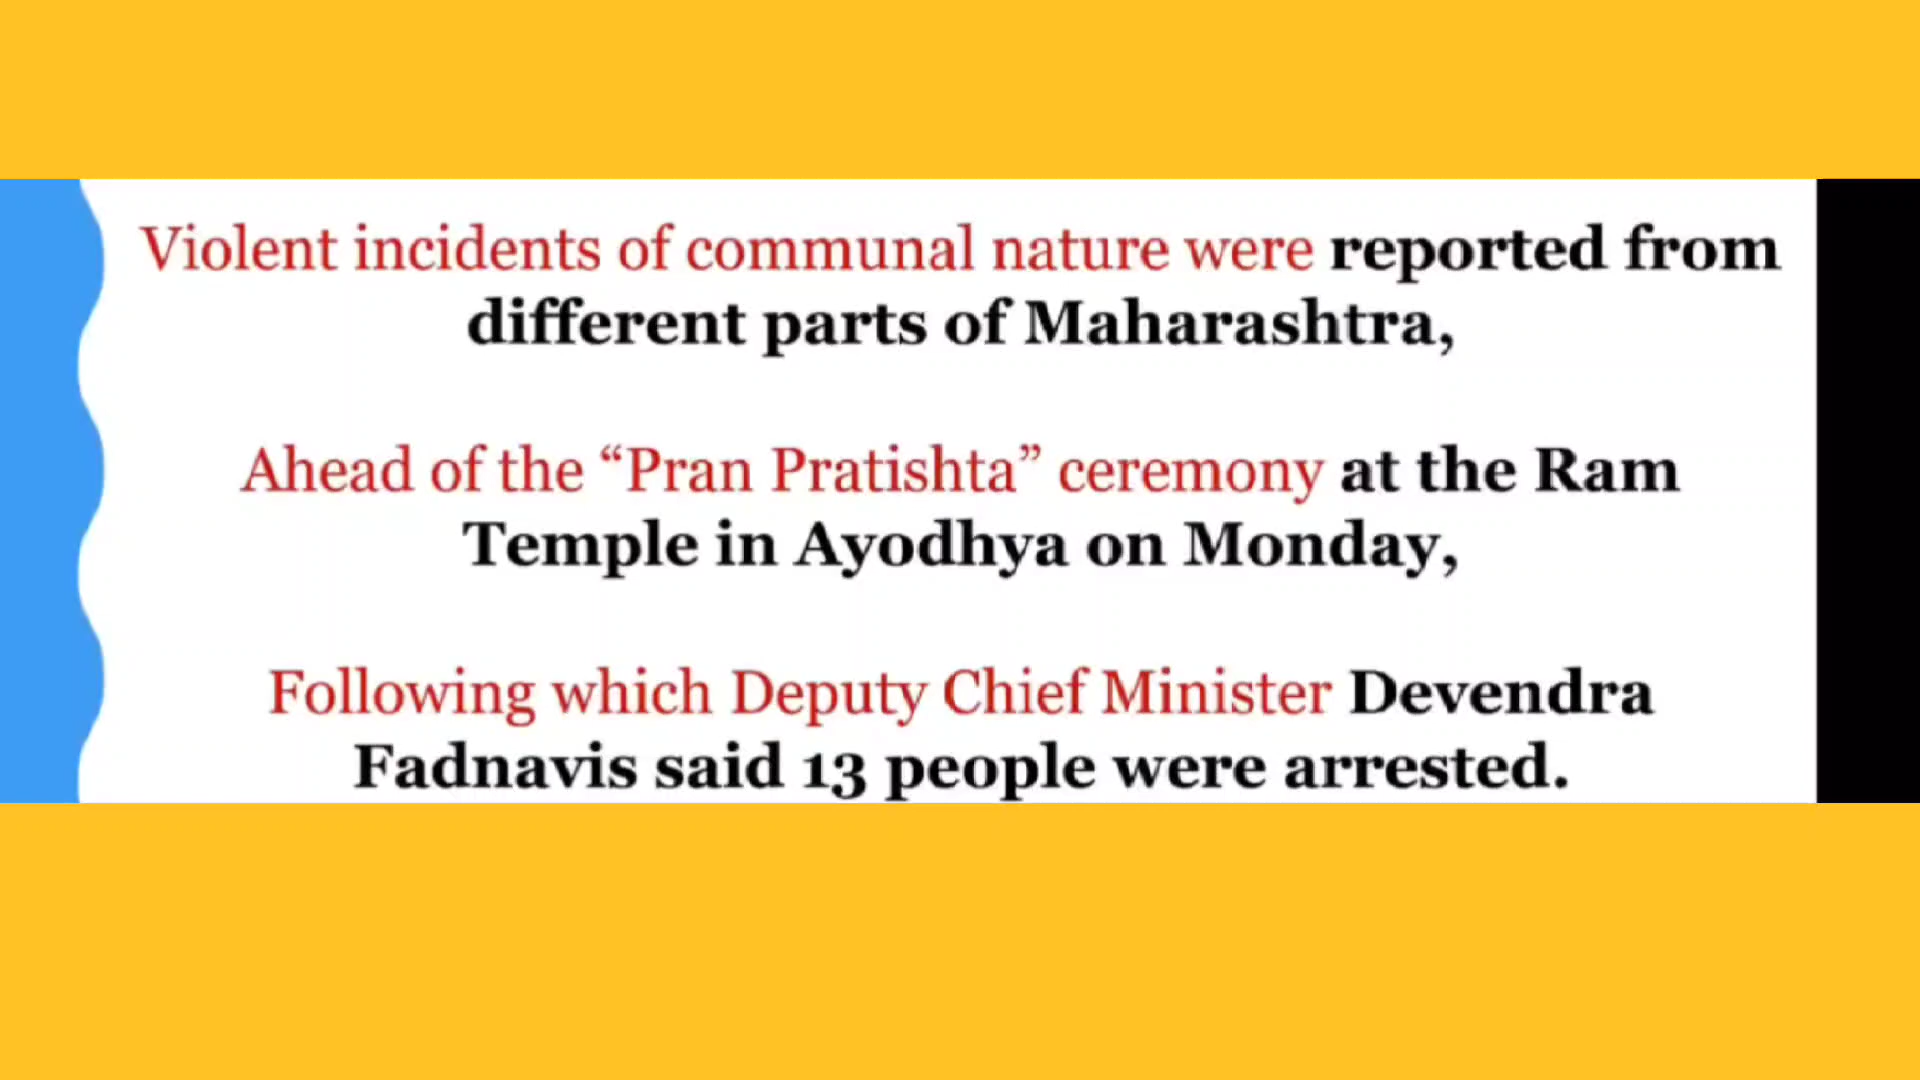 Violent incidents of communal nature were reported from
different parts of Maharashtra,
Ahead of the “Pran Pratishta” ceremony at the Ram
Temple in Ayodhya on Monday,
Following which Deputy Chief Minister Devendra
Fadnavis said 13 people were arrested.